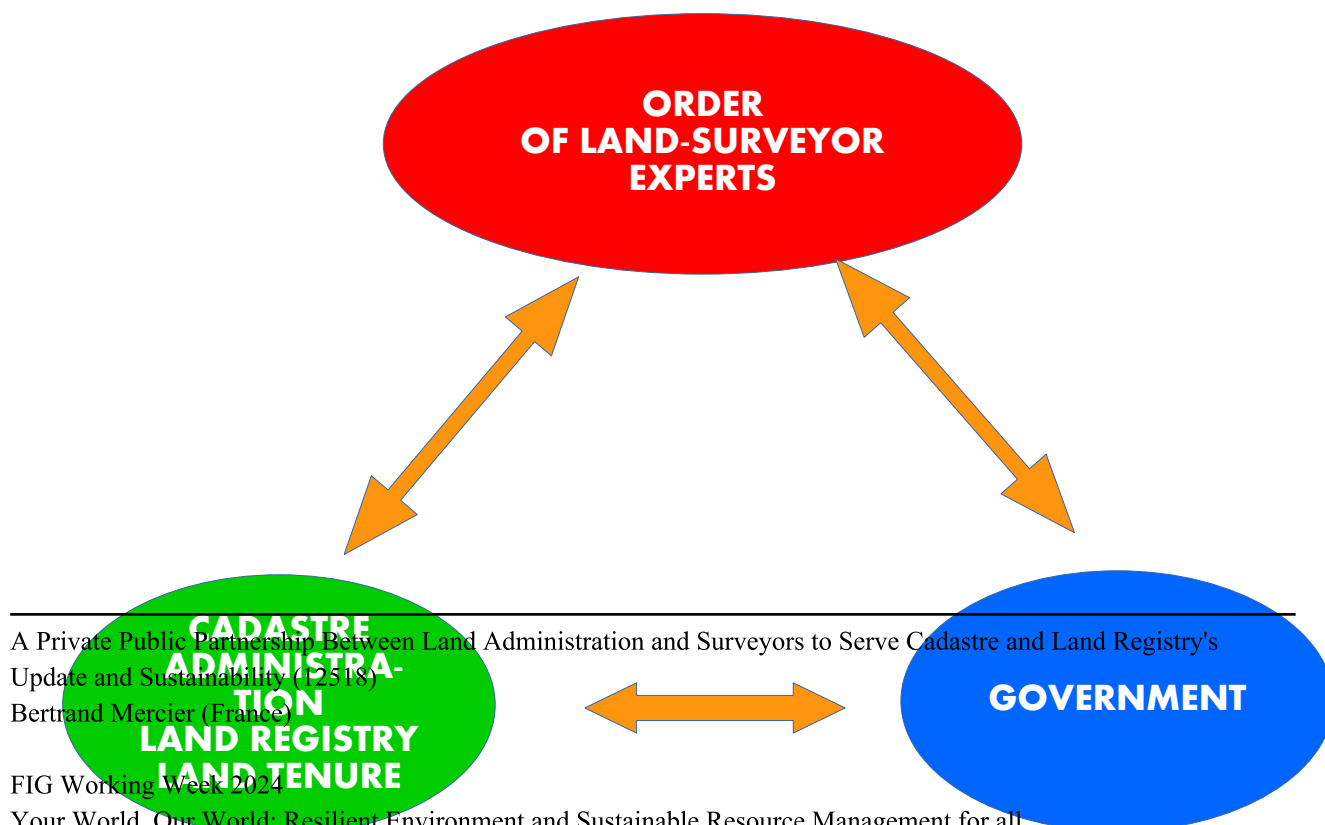 ORDER
OF LAND-SURVEYOR
EXPERTS
CADASTRE
ADMINISTRA-
TION
LAND REGISTRY
LAND TENURE
GOVERNMENT
A Private Public Partnership Between Land Administration and Surveyors to Serve Cadastre and Land Registry's
Update and Sustainability (12518)
Bertrand Mercier (France)
FIG Working Week 2024
Your World, Our World: Resilient Environment and Sustainable Resource Management for all